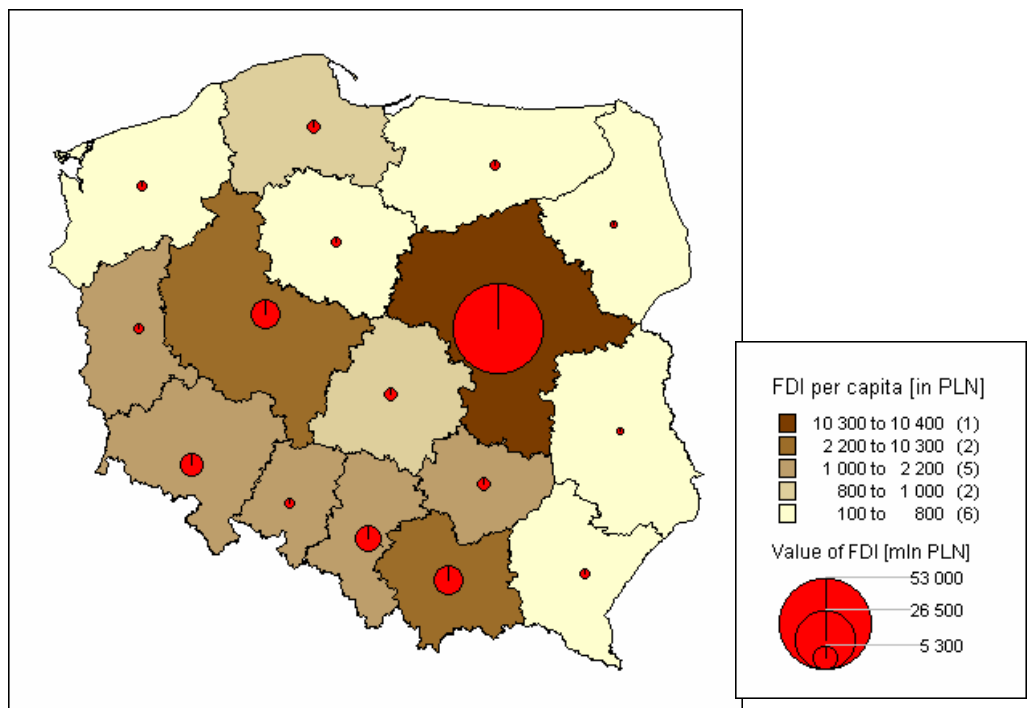 FDI per capita [in PLN]
10 300 to 10 400 (1)
2 200 to 10 300 (2)
1 000 to 2 200 (5)
800 to 1 000 (2)
100 to 800 (6)
Value of FDI [mln PLN]
53 000
26 500
5 300